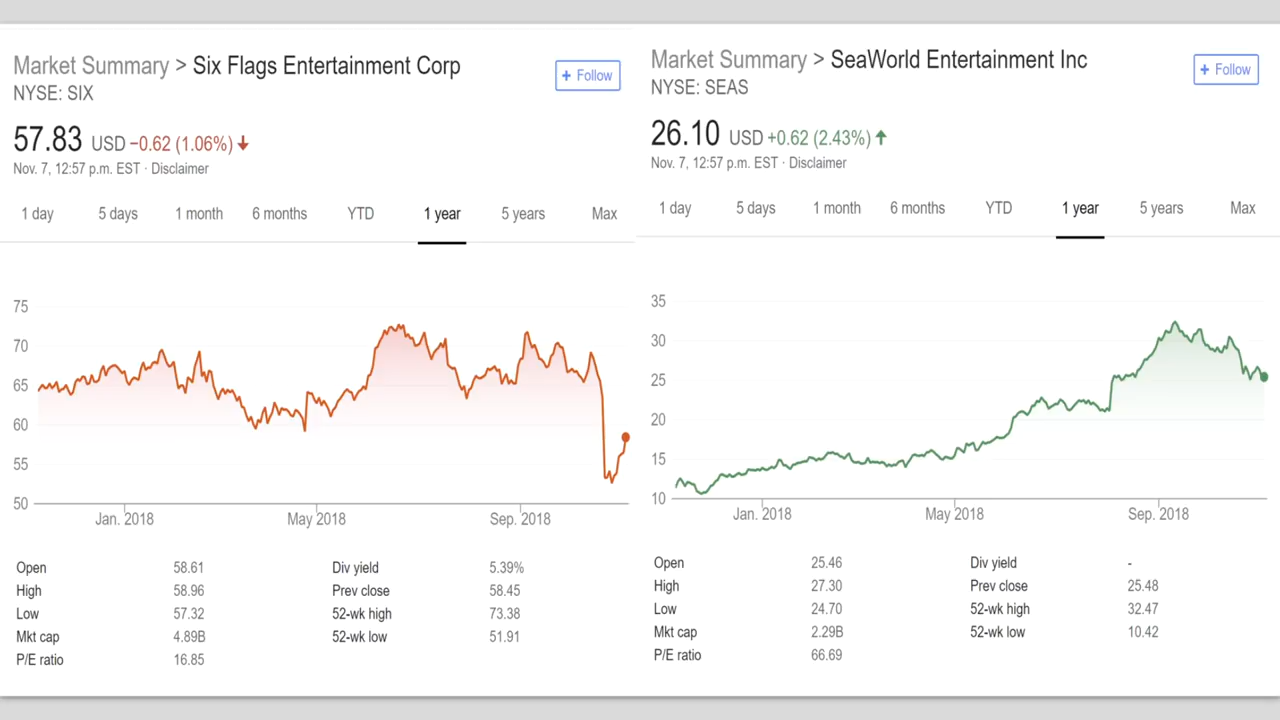 Market Summary > Six Flags Entertainment Corp
NYSE: SIX
+ Follow
57.83 USD −0.62 (1.06%)
Nov. 7, 12:57 p.m. EST · Disclaimer
1 day 5 days 1 month 6 months YTD 1 year 5 years Max
75
70
65
60
55
50
Jan. 2018 May 2018 Sep. 2018
Open 58.61 Div yield 5.39%
High 58.96 Prev close 58.45
Low 57.32 52-wk high 73.38
Mkt cap 4.89B 52-wk low 51.91
P/E ratio 16.85
Market Summary > SeaWorld Entertainment Inc
NYSE: SEAS
+ Follow
26.10 USD +0.62 (2.43%)
Nov. 7, 12:57 p.m. EST · Disclaimer
1 day 5 days 1 month 6 months YTD 1 year 5 years Max
35
30
25
20
15
10
Jan. 2018 May 2018 Sep. 2018
Open 25.46 Div yield -
High 27.30 Prev close 25.48
Low 24.70 52-wk high 32.47
Mkt cap 2.29B 52-wk low 10.42
P/E ratio 66.69